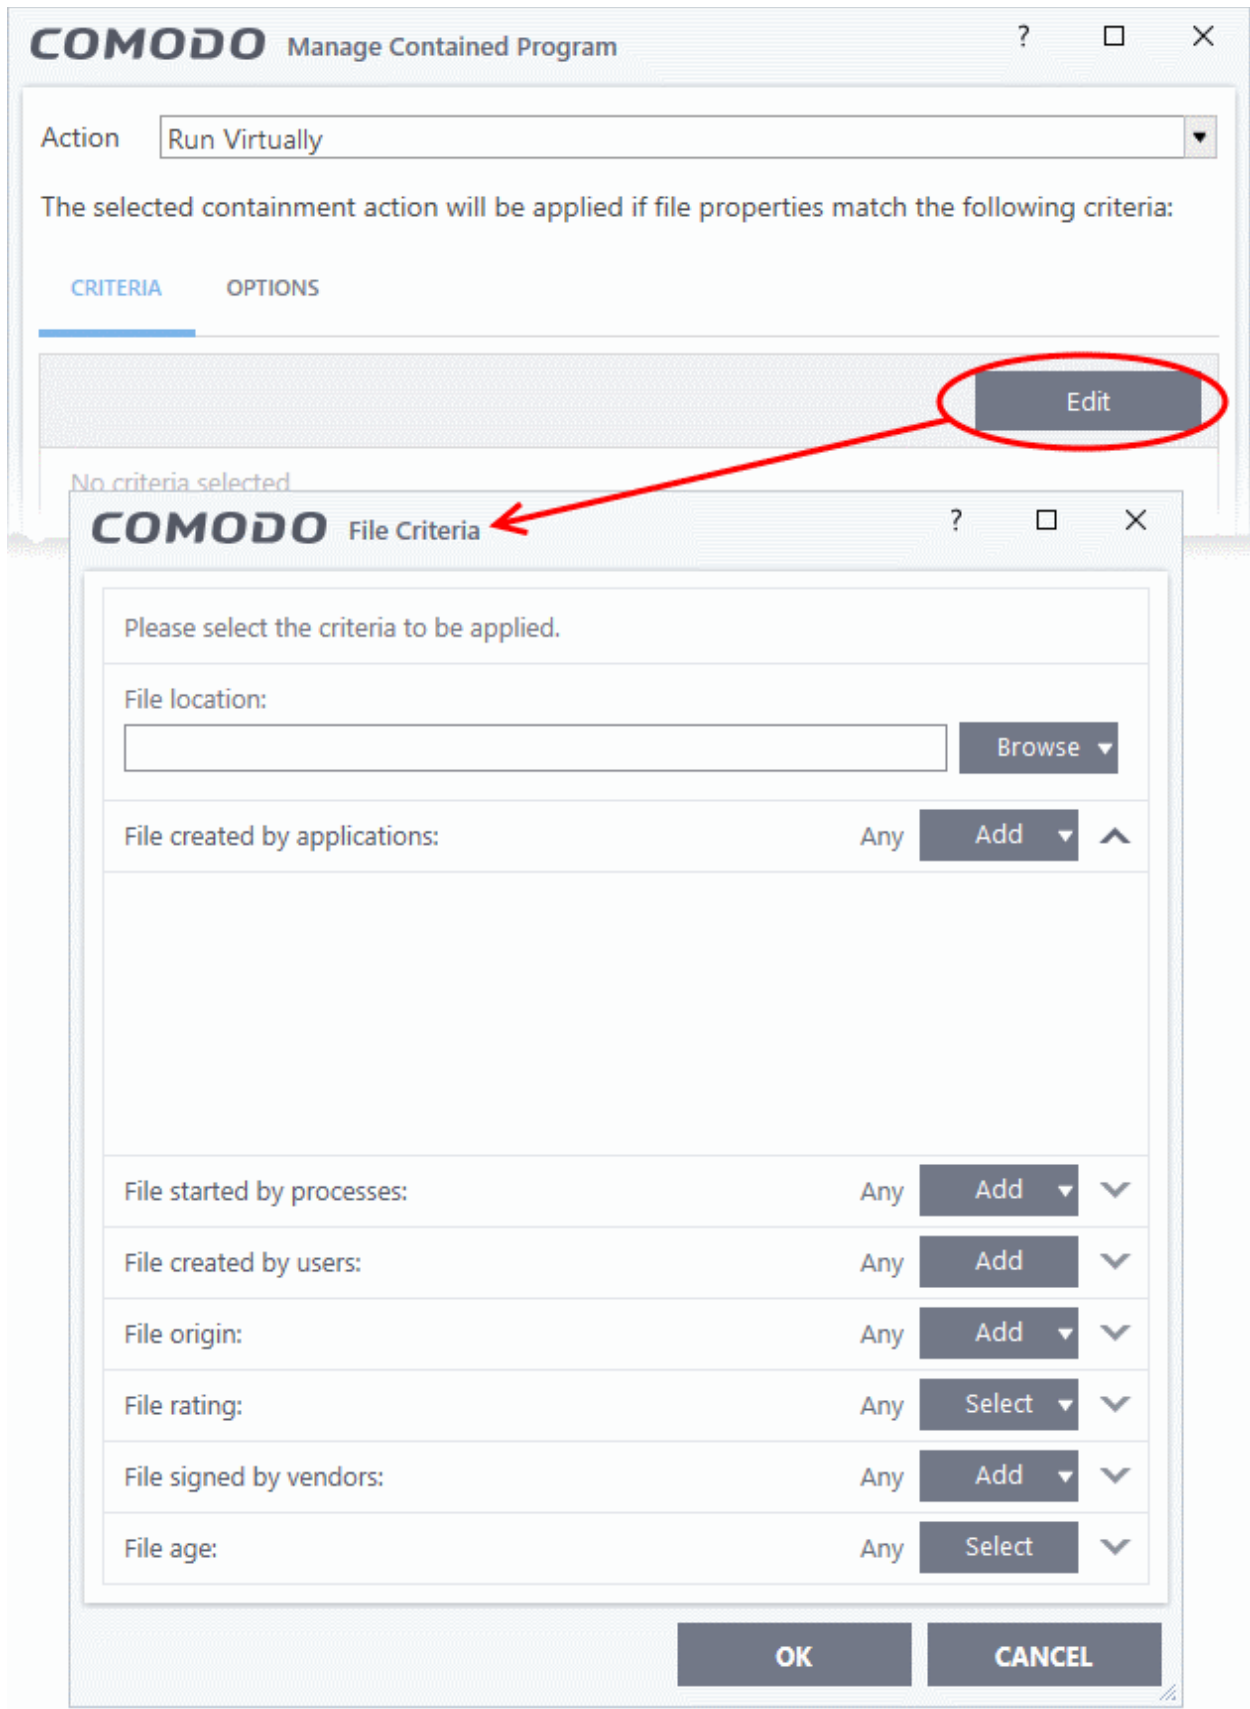 COMODO Manage Contained Program ?
Action Run Virtually
The selected containment action will be applied if file properties match the following criteria:
CRITERIA OPTIONS
Edit
No criteria selected
COMODO File Criteria ?
Please select the criteria to be applied.
File location:
Browse
File created by applications: Any Add
File started by processes: Any Add
File created by users: Any Add
File origin: Any Add
File rating: Any Select
File signed by vendors: Any Add
File age: Any Select
OK CANCEL